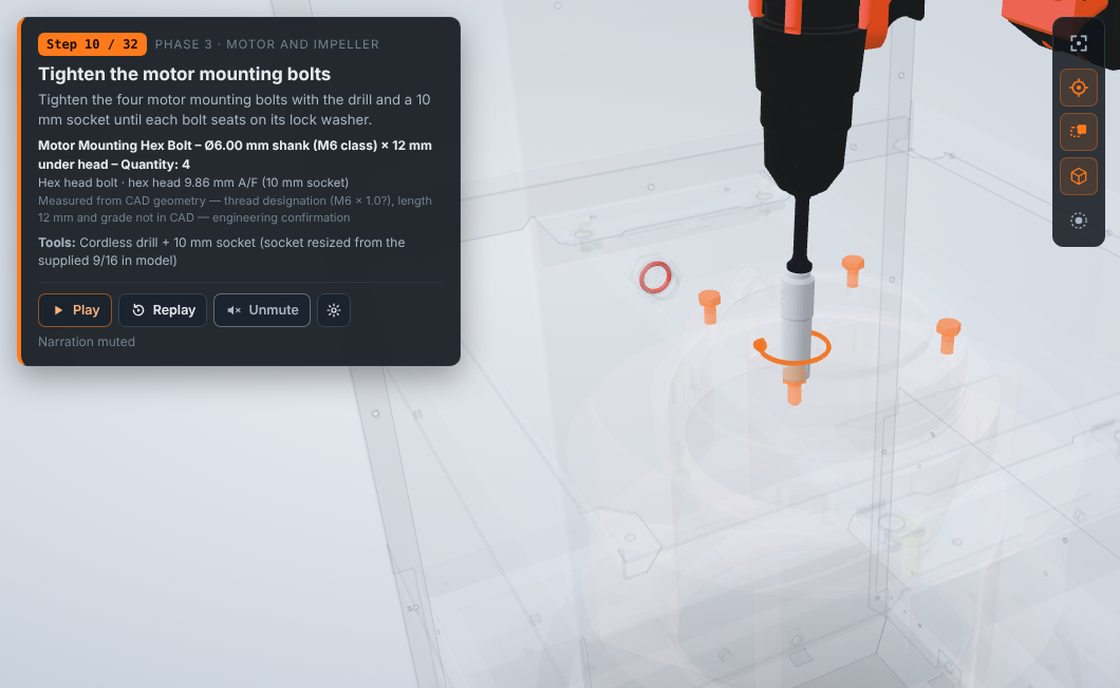 Step 10 / 32 PHASE 3 · MOTOR AND IMPELLER
Tighten the motor mounting bolts
Tighten the four motor mounting bolts with the drill and a 10
mm socket until each bolt seats on its lock washer.
Motor Mounting Hex Bolt – Ø6.00 mm shank (M6 class) × 12 mm
under head – Quantity: 4
Hex head bolt · hex head 9.86 mm A/F (10 mm socket)
Measured from CAD geometry — thread designation (M6 × 1.0?), length
12 mm and grade not in CAD — engineering confirmation
Tools: Cordless drill + 10 mm socket (socket resized from the
supplied 9/16 in model)
Play Replay Unmute
Narration muted